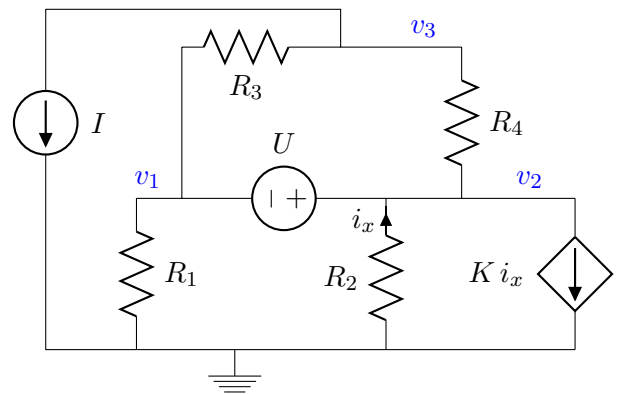 v₃
R₃
I
R₄
U
v₁
v₂
− +
iₓ
R₁
R₂
K iₓ